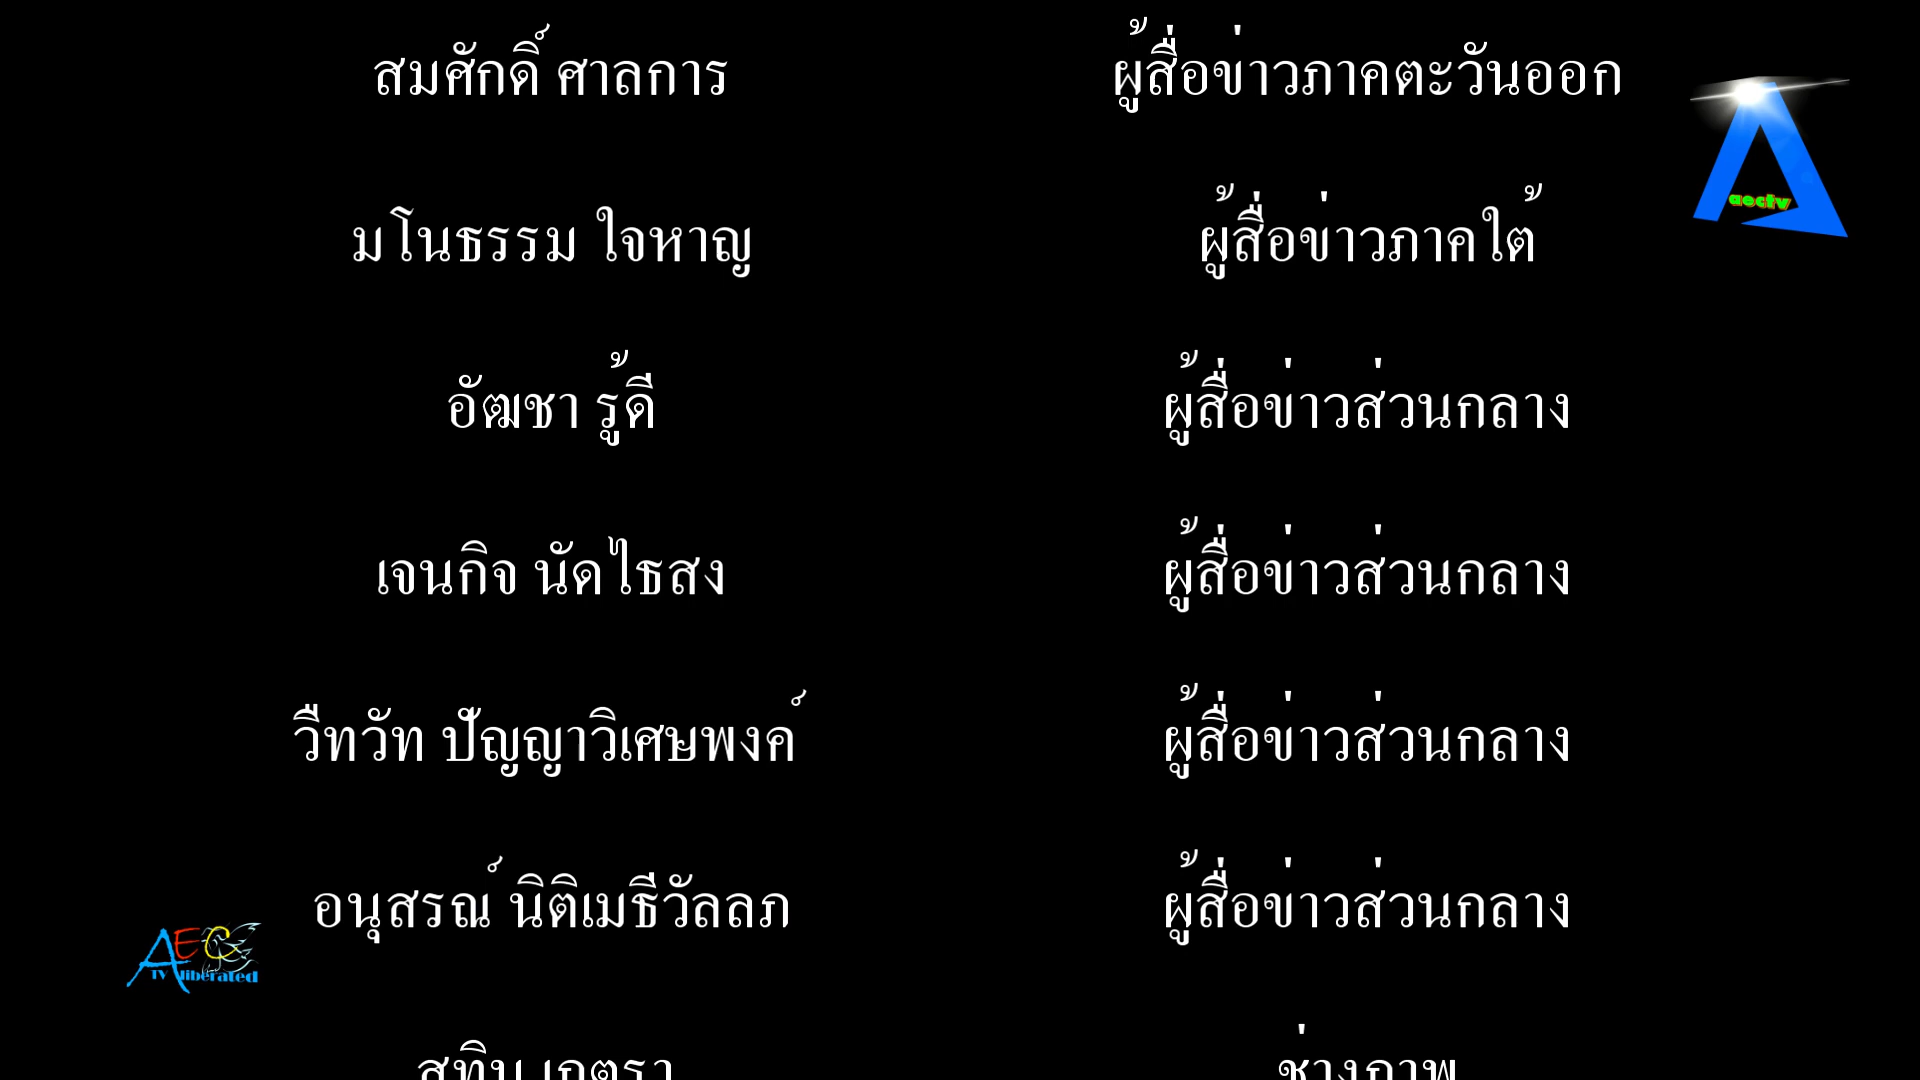 สมศักดิ์ ศาลการ ผู้สื่อข่าวภาคตะวันออก
aectv
มโนธรรม ใจหาญ ผู้สื่อข่าวภาคใต้
อัฒชา รู้ดี ผู้สื่อข่าวส่วนกลาง
เจนกิจ นัดไธสง ผู้สื่อข่าวส่วนกลาง
วืทวัท ปัญญาวิเศษพงค์ ผู้สื่อข่าวส่วนกลาง
อนุสรณ์ นิติเมธีวัลลภ ผู้สื่อข่าวส่วนกลาง
AEC
TV liberated
ช่างภาพ